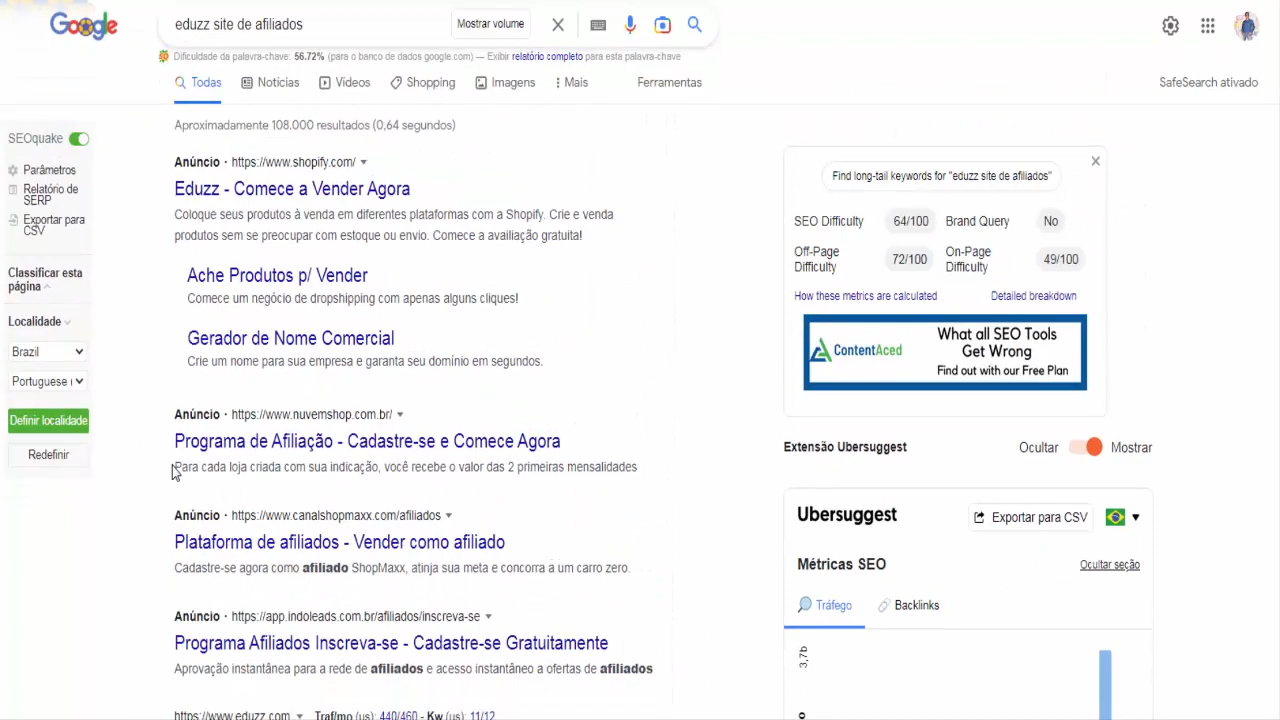 Google
eduzz site de afiliados
Mostrar volume
Dificuldade da palavra-chave: 56.72% (para o banco de dados google.com) — Exibir relatório completo para esta palavra-chave
Todas
Notícias
Vídeos
Shopping
Imagens
Mais
Ferramentas
SafeSearch ativado
SEOquake
Parâmetros
Relatório de
SERP
Exportar para
CSV
Classificar esta
página
Localidade
Brazil
Portuguese (
Definir localidade
Redefinir
Aproximadamente 108.000 resultados (0,64 segundos)
Anúncio · https://www.shopify.com/
Eduzz - Comece a Vender Agora
Coloque seus produtos à venda em diferentes plataformas com a Shopify. Crie e venda
produtos sem se preocupar com estoque ou envio. Comece a availiação gratuita!
Ache Produtos p/ Vender
Comece um negócio de dropshipping com apenas alguns cliques!
Gerador de Nome Comercial
Crie um nome para sua empresa e garanta seu domínio em segundos.
Anúncio · https://www.nuvemshop.com.br/
Programa de Afiliação - Cadastre-se e Comece Agora
Para cada loja criada com sua indicação, você recebe o valor das 2 primeiras mensalidades
Anúncio · https://www.canalshopmaxx.com/afiliados
Plataforma de afiliados - Vender como afiliado
Cadastre-se agora como afiliado ShopMaxx, atinja sua meta e concorra a um carro zero.
Anúncio · https://app.indoleads.com.br/afiliados/inscreva-se
Programa Afiliados Inscreva-se - Cadastre-se Gratuitamente
Aprovação instantânea para a rede de afiliados e acesso instantâneo a ofertas de afiliados
https://www.eduzz.com Traf/mo (us): 440/460 - Kw (us): 11/12
Find long-tail keywords for "eduzz site de afiliados"
SEO Difficulty 64/100 Brand Query No
Off-Page
Difficulty 72/100
On-Page
Difficulty 49/100
How these metrics are calculated
Detailed breakdown
ContentAced
What all SEO Tools
Get Wrong
Find out with our Free Plan
Extensão Ubersuggest
Ocultar
Mostrar
Ubersuggest
Exportar para CSV
Métricas SEO
Ocultar seção
Tráfego
Backlinks
3,7b